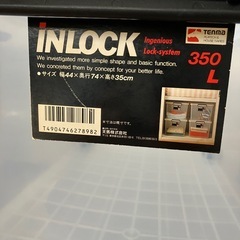 INLOCK
Ingenious
Lock-system
TENMA
350
L
We investigated more simple shape and basic function.
We concreted them by concept for your better life.
●サイズ 幅44×奥行74×高さ35cm
T4904746278982
天馬株式会社